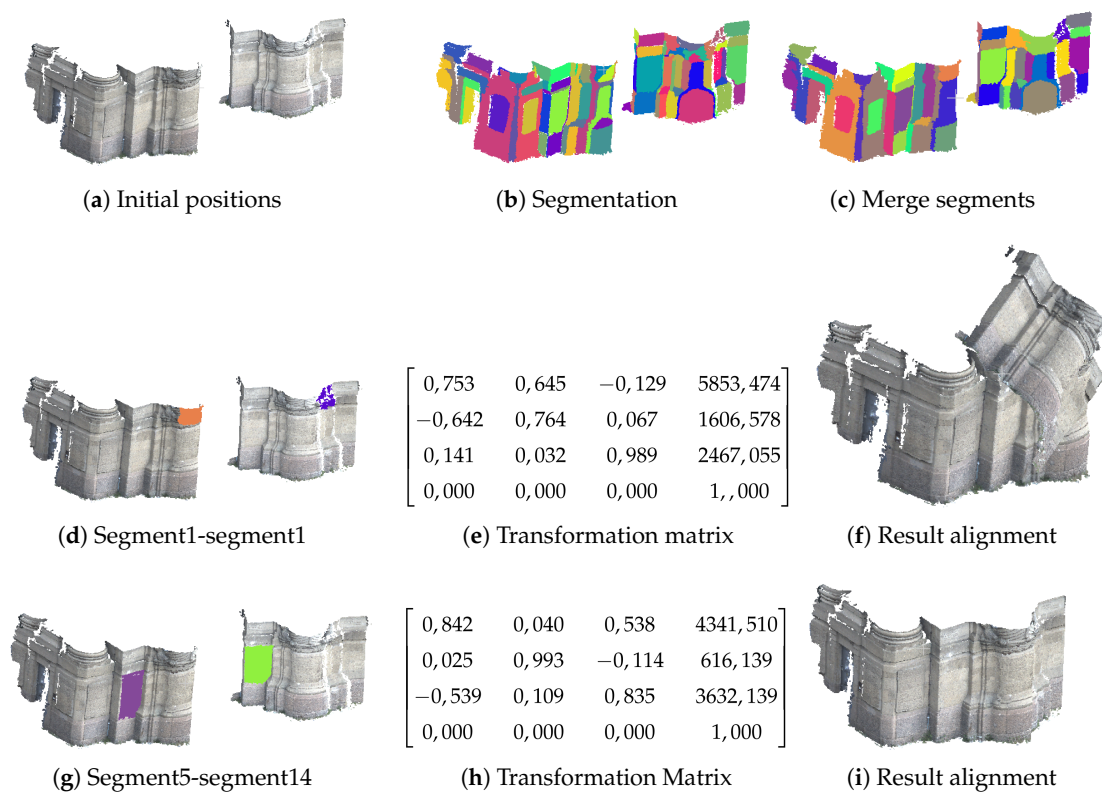 (a) Initial positions
(b) Segmentation
(c) Merge segments
0,753 0,645 −0,129 5853,474
−0,642 0,764 0,067 1606,578
0,141 0,032 0,989 2467,055
0,000 0,000 0,000 1,,000
(d) Segment1-segment1
(e) Transformation matrix
(f) Result alignment
0,842 0,040 0,538 4341,510
0,025 0,993 −0,114 616,139
−0,539 0,109 0,835 3632,139
0,000 0,000 0,000 1,000
(g) Segment5-segment14
(h) Transformation Matrix
(i) Result alignment